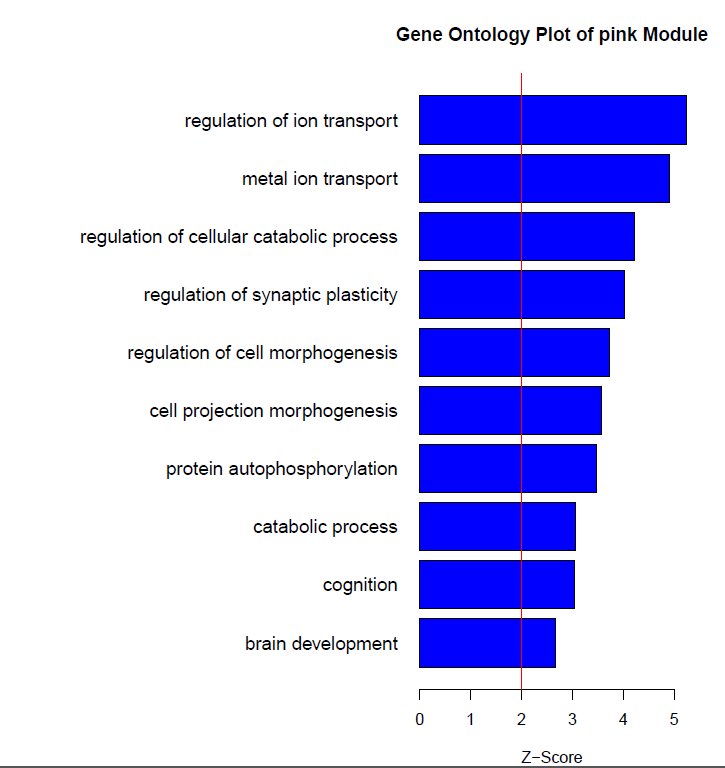 Gene Ontology Plot of pink Module
regulation of ion transport
metal ion transport
regulation of cellular catabolic process
regulation of synaptic plasticity
regulation of cell morphogenesis
cell projection morphogenesis
protein autophosphorylation
catabolic process
cognition
brain development
0 1 2 3 4 5
Z−Score